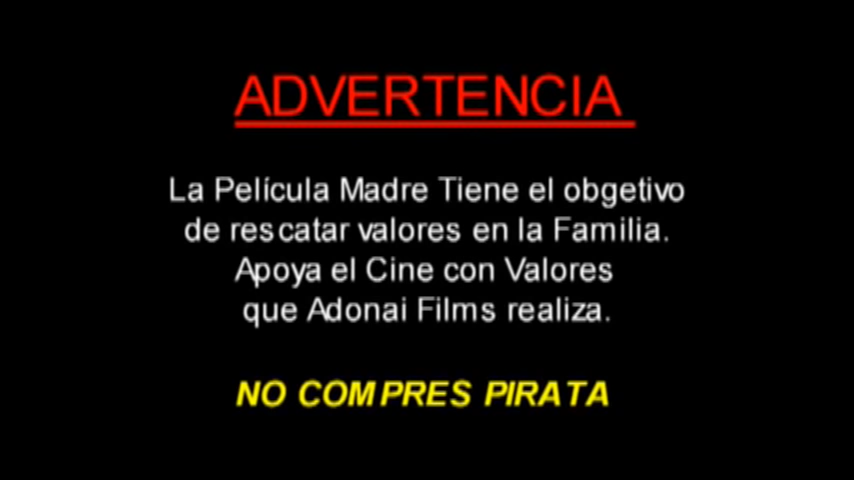 ADVERTENCIA
La Película Madre Tiene el obgetivo
de rescatar valores en la Familia.
Apoya el Cine con Valores
que Adonai Films realiza.
NO COMPRES PIRATA